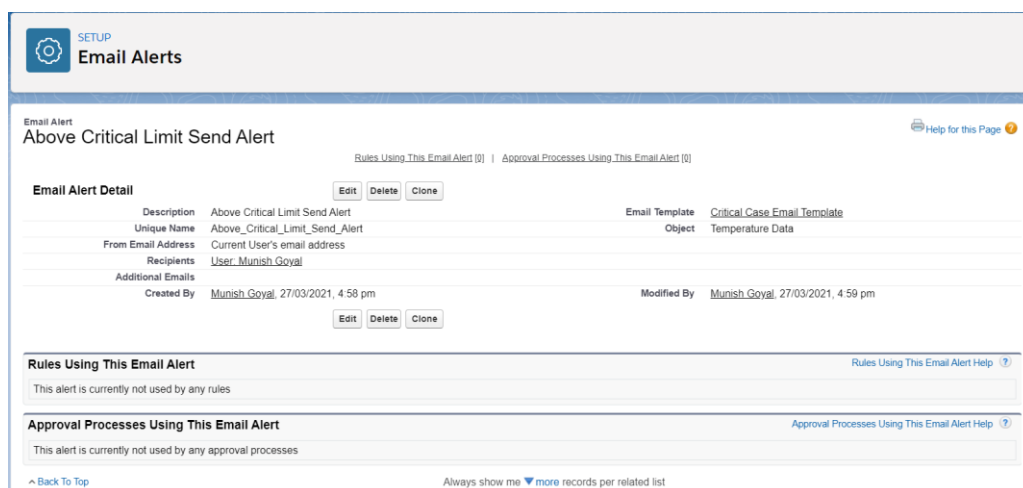 SETUP
Email Alerts
Email Alert
Above Critical Limit Send Alert
Help for this Page
Rules Using This Email Alert [0] | Approval Processes Using This Email Alert [0]
Email Alert Detail Edit Delete Clone
Description Above Critical Limit Send Alert Email Template Critical Case Email Template
Unique Name Above_Critical_Limit_Send_Alert Object Temperature Data
From Email Address Current User's email address
Recipients User: Munish Goyal
Additional Emails
Created By Munish Goyal, 27/03/2021, 4:58 pm Modified By Munish Goyal, 27/03/2021, 4:59 pm
Edit Delete Clone
Rules Using This Email Alert Rules Using This Email Alert Help ?
This alert is currently not used by any rules
Approval Processes Using This Email Alert Approval Processes Using This Email Alert Help ?
This alert is currently not used by any approval processes
^ Back To Top Always show me ▼ more records per related list